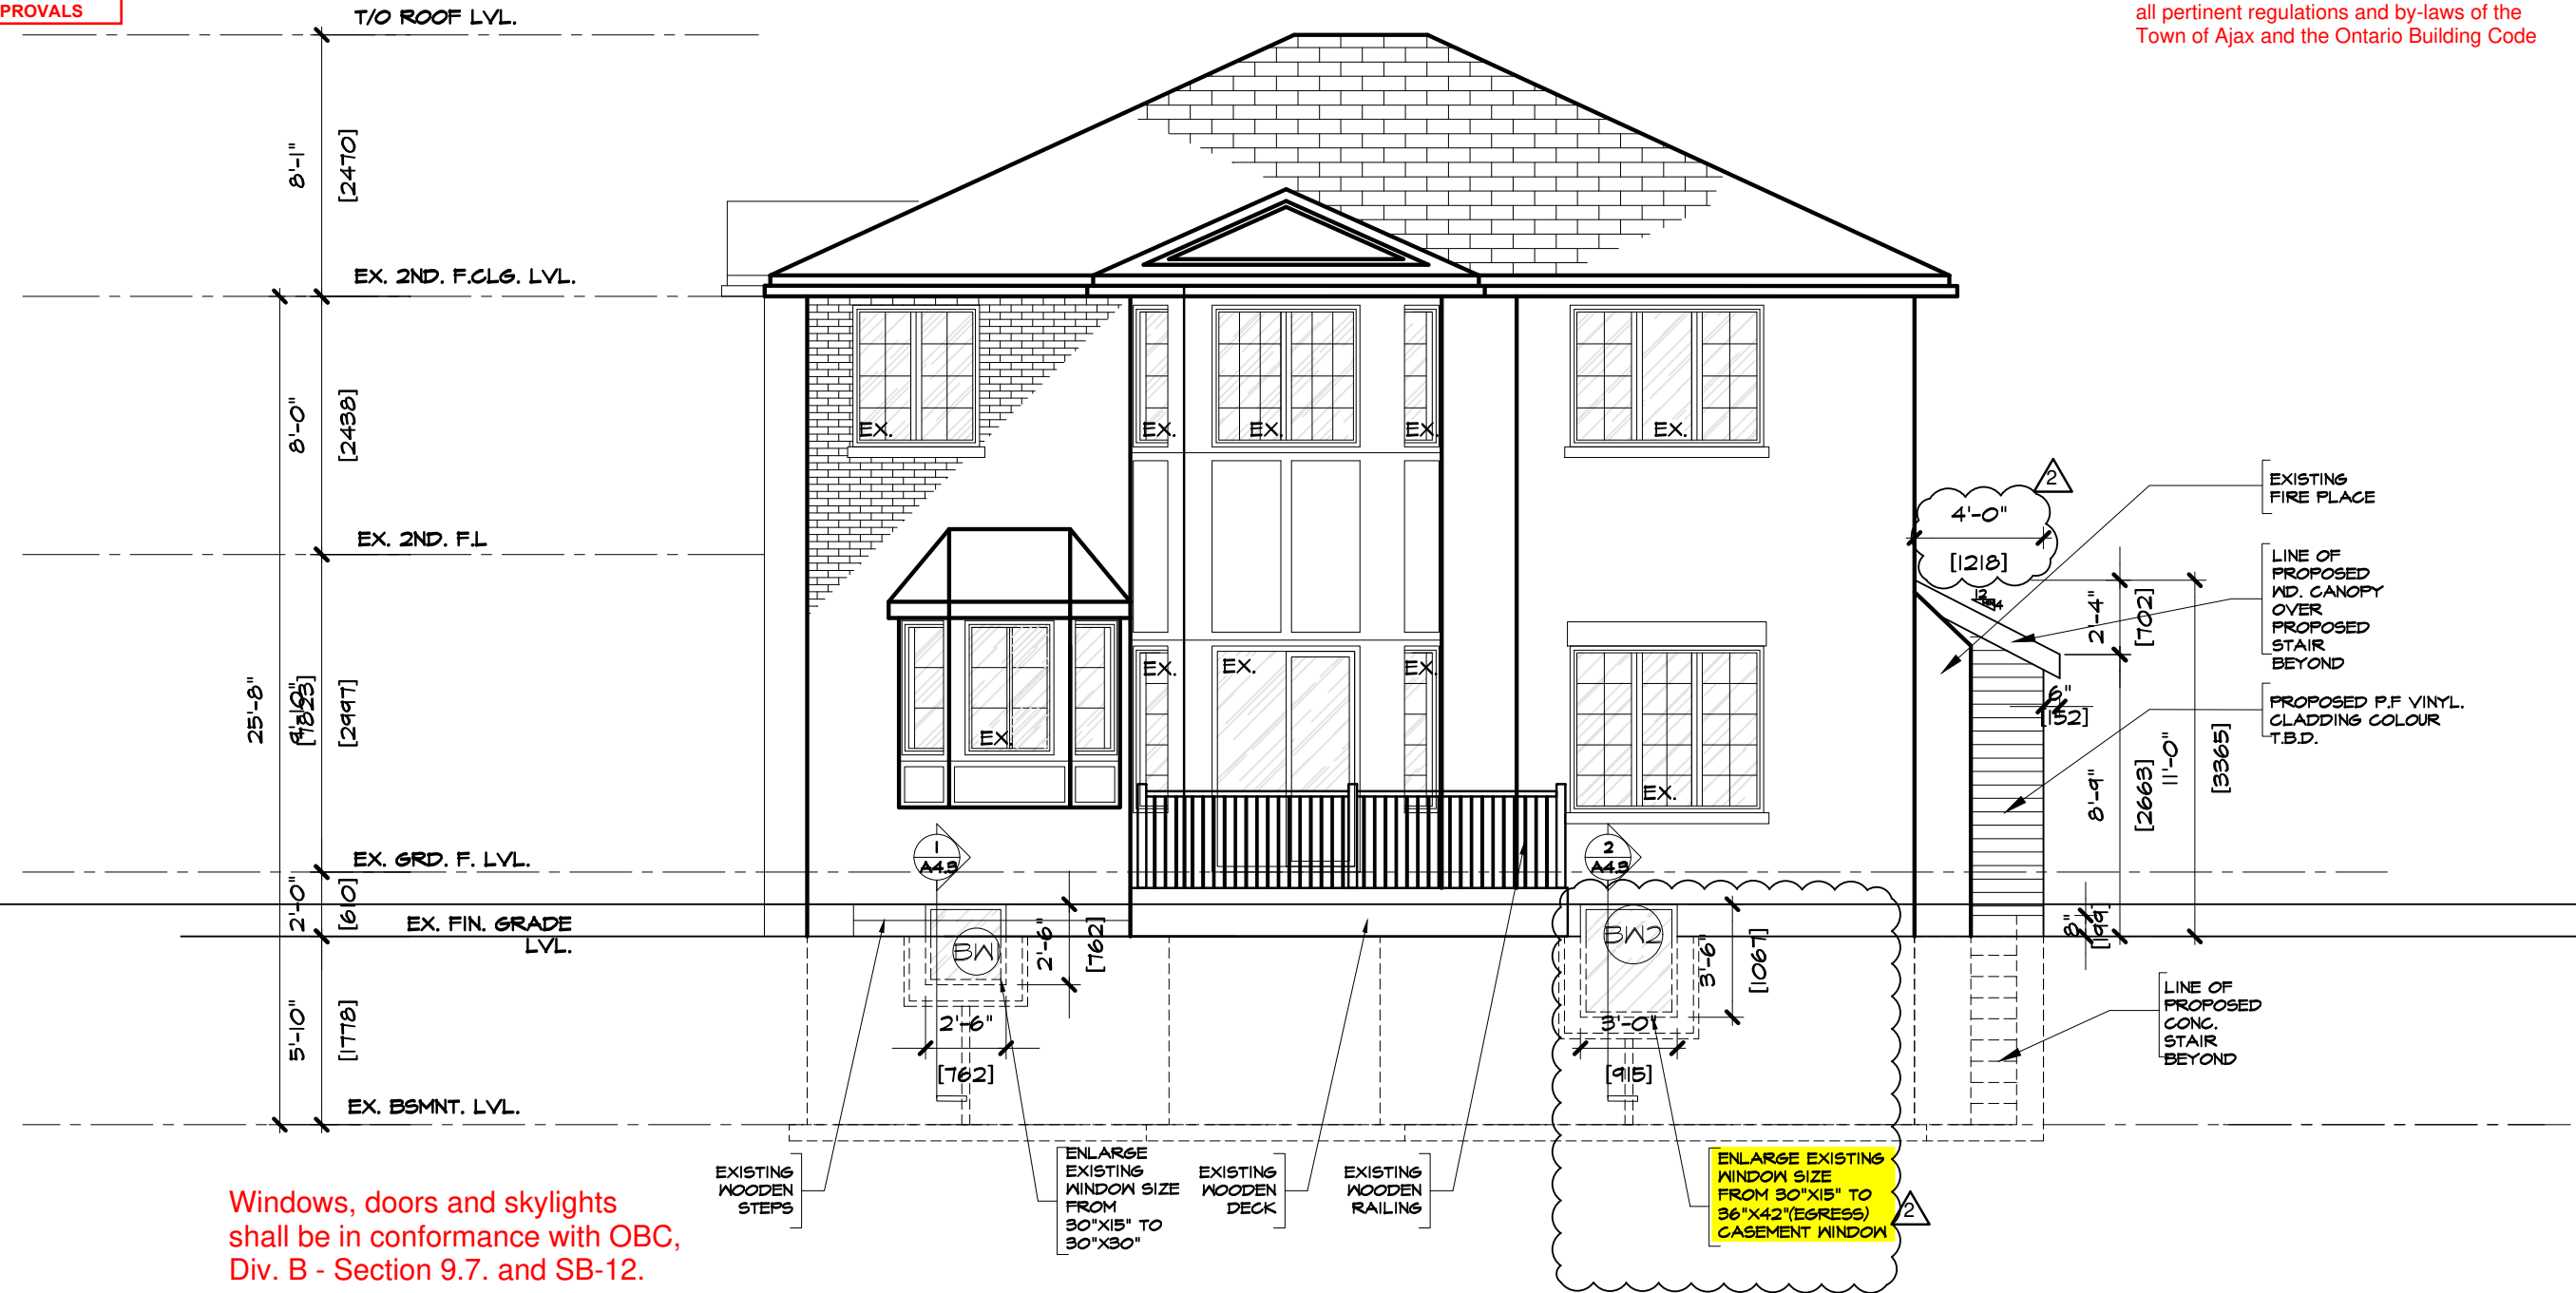 PROVALS
all pertinent regulations and by-laws of the
Town of Ajax and the Ontario Building Code
T/O ROOF LVL.
8'-1"
[2470]
EX. 2ND. F.CLG. LVL.
8'-0"
[2438]
EX. 2ND. F.L
25'-8"
[7823]
9'-10"
[2997]
EX. GRD. F. LVL.
2'-0"
[610]
EX. FIN. GRADE
LVL.
5'-10"
[1778]
EX. BSMNT. LVL.
EX.
EX.
EX.
EX.
EX.
EX.
EX.
EX.
EX.
EX.
1
A4.3
2
A4.3
BW
2'-6"
[762]
2'-6"
[762]
BW2
3'-6"
[1067]
3'-0"
[915]
2
4'-0"
[1218]
12
2'-4"
[702]
6"
[152]
8'-9"
[2663]
11'-0"
[3365]
8"
[199]
EXISTING
FIRE PLACE
LINE OF
PROPOSED
WD. CANOPY
OVER
PROPOSED
STAIR
BEYOND
PROPOSED P.F VINYL.
CLADDING COLOUR
T.B.D.
LINE OF
PROPOSED
CONC.
STAIR
BEYOND
EXISTING
WOODEN
STEPS
ENLARGE
EXISTING
WINDOW SIZE
FROM
30"X15" TO
30"X30"
EXISTING
WOODEN
DECK
EXISTING
WOODEN
RAILING
ENLARGE EXISTING
WINDOW SIZE
FROM 30"X15" TO
36"X42"(EGRESS)
CASEMENT WINDOW
2
Windows, doors and skylights
shall be in conformance with OBC,
Div. B - Section 9.7. and SB-12.